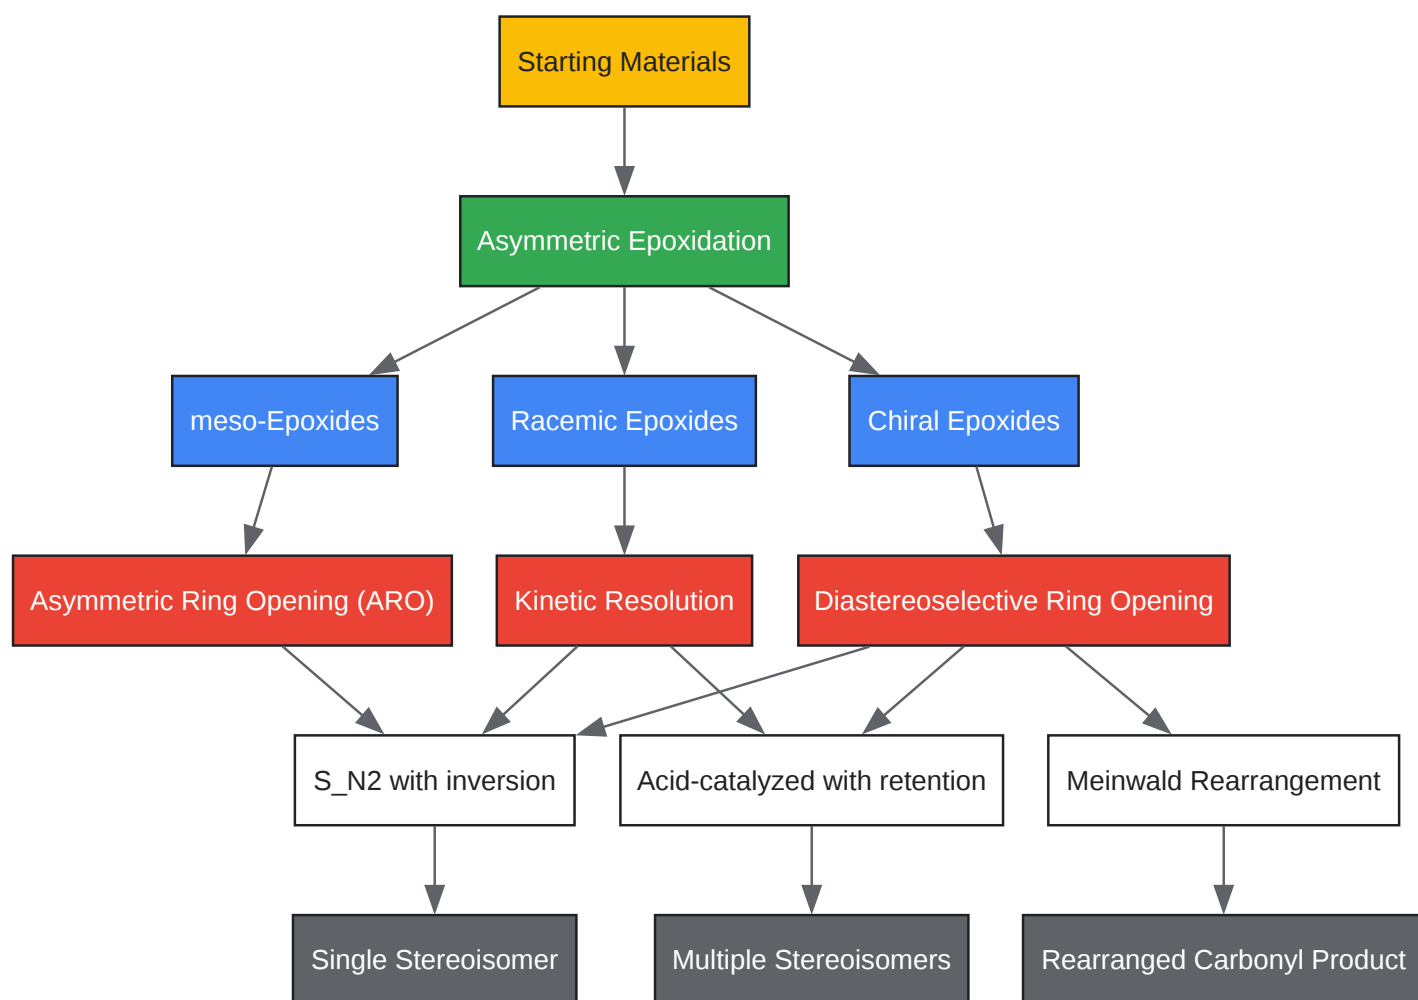 Starting Materials
Asymmetric Epoxidation
meso-Epoxides
Racemic Epoxides
Chiral Epoxides
Asymmetric Ring Opening (ARO)
Kinetic Resolution
Diastereoselective Ring Opening
S_N2 with inversion
Acid-catalyzed with retention
Meinwald Rearrangement
Single Stereoisomer
Multiple Stereoisomers
Rearranged Carbonyl Product